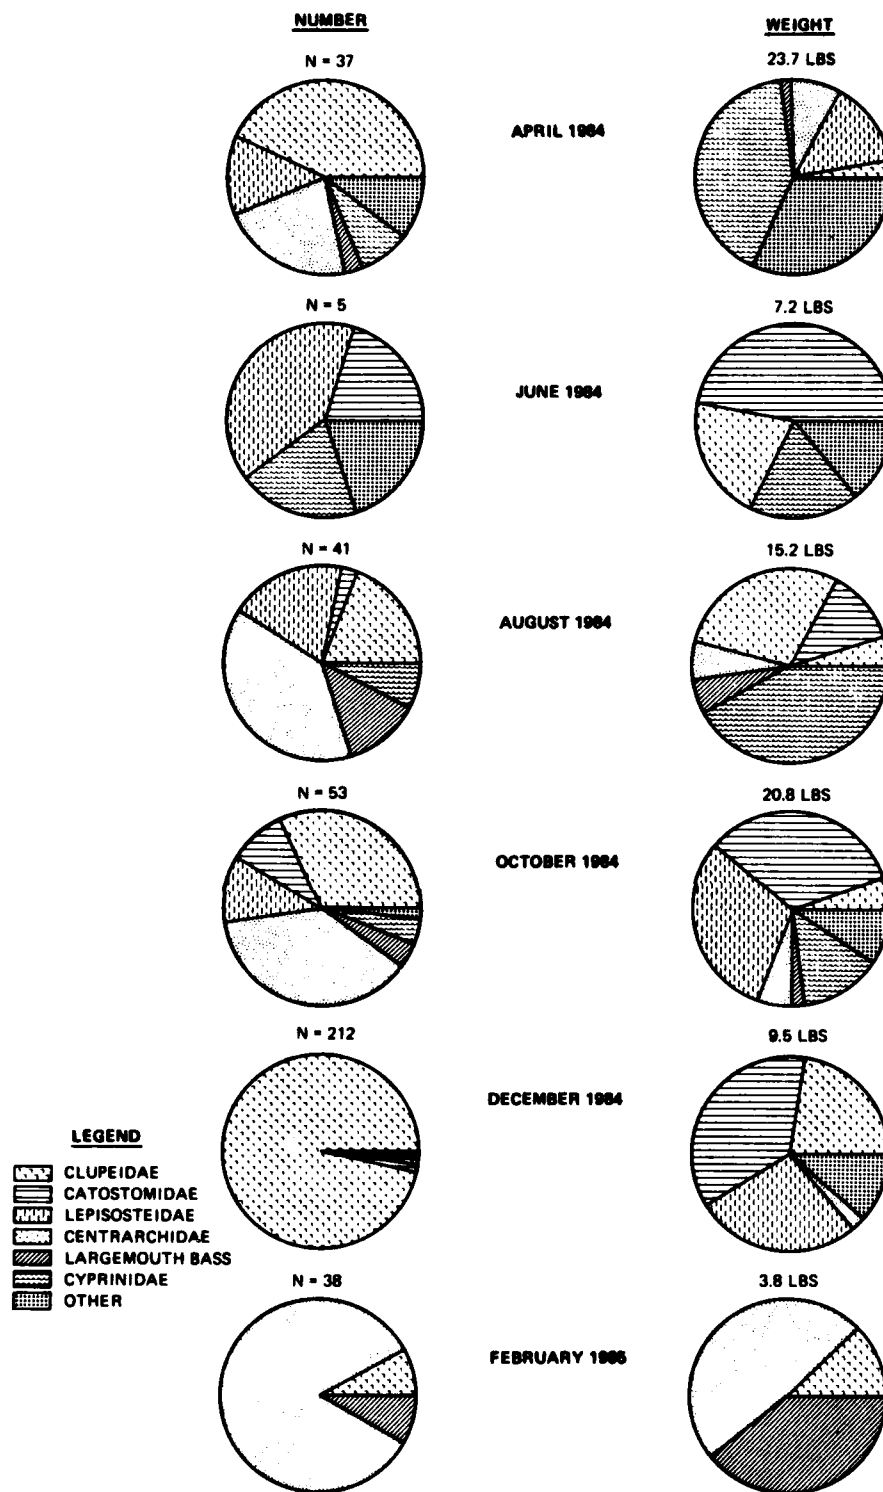 NUMBER
WEIGHT
N = 37
23.7 LBS
APRIL 1984
N = 5
7.2 LBS
JUNE 1984
N = 41
15.2 LBS
AUGUST 1984
N = 53
20.8 LBS
OCTOBER 1984
N = 212
9.5 LBS
DECEMBER 1984
LEGEND
CLUPEIDAE
CATOSTOMIDAE
LEPISOSTEIDAE
CENTRARCHIDAE
LARGEMOUTH BASS
CYPRINIDAE
OTHER
N = 38
3.8 LBS
FEBRUARY 1985